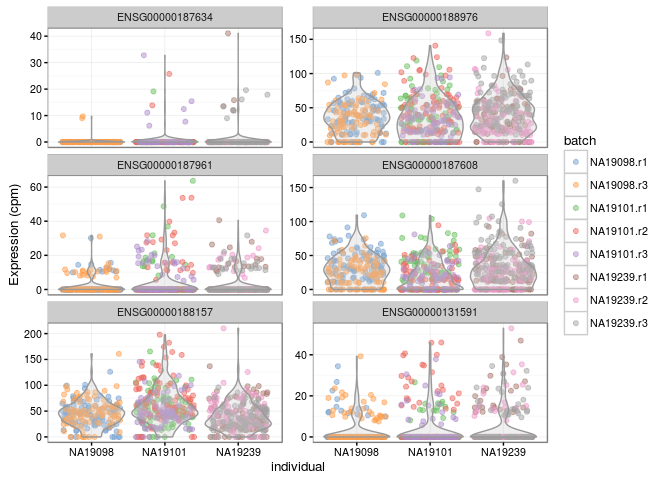 ENSG00000187634
ENSG00000188976
40
30
20
10
0
150
100
50
0
ENSG00000187961
ENSG00000187608
60
40
20
0
150
100
50
0
ENSG00000188157
ENSG00000131591
200
150
100
50
0
40
20
0
NA19098
NA19101
NA19239
NA19098
NA19101
NA19239
individual
Expression (cpm)
batch
NA19098.r1
NA19098.r3
NA19101.r1
NA19101.r2
NA19101.r3
NA19239.r1
NA19239.r2
NA19239.r3